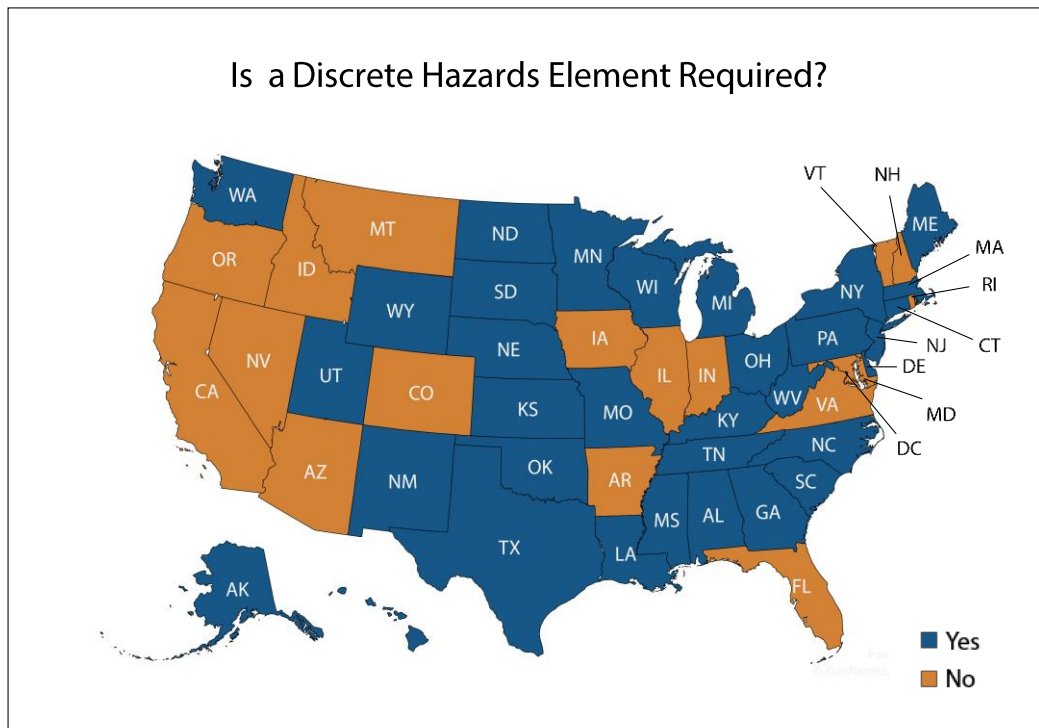 Is a Discrete Hazards Element Required?
VT
NH
WA
ME
MT
ND
MA
OR
MN
ID
RI
WI
SD
NY
MI
WY
PA
NJ
CT
IA
NE
OH
NV
DE
IL
IN
UT
CA
CO
WV
VA
MD
KS
MO
KY
DC
NC
TN
OK
AZ
AR
NM
SC
MS
AL
GA
TX
LA
FL
AK
Yes
Pow
© GeoNames,
No